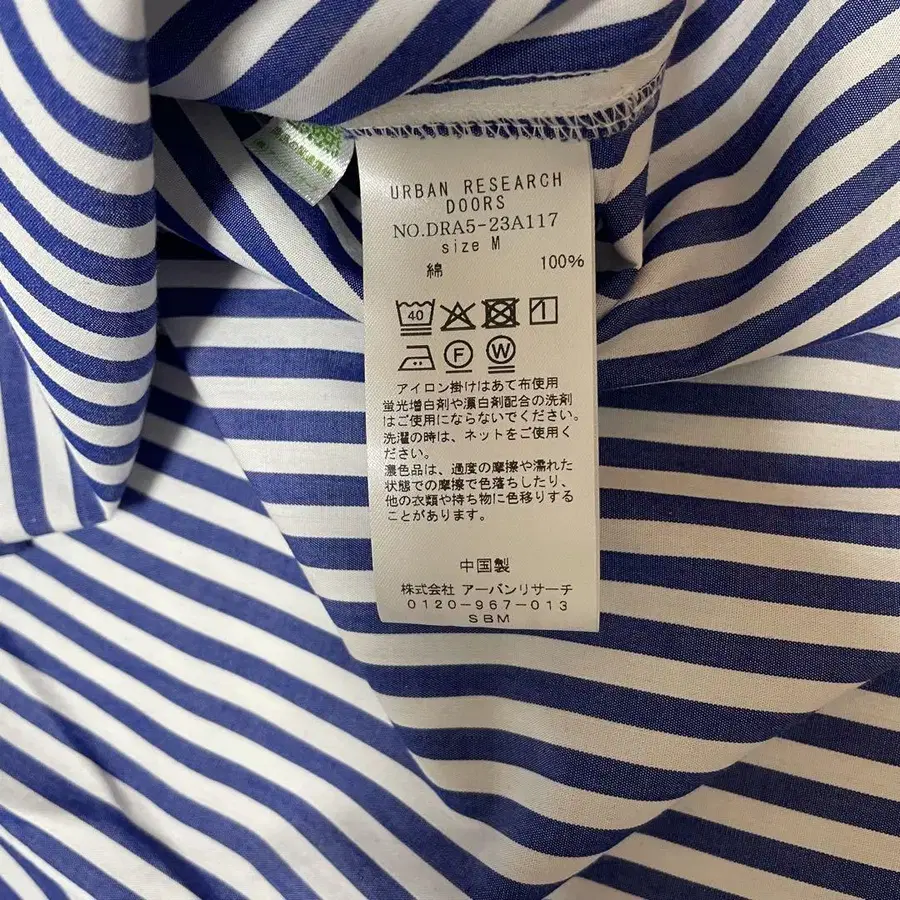 URBAN RESEARCH
DOORS
NO.DRA5-23A117
size M
綿 100%
40
F W
アイロン掛けはあて布使用
蛍光増白剤や漂白剤配合の洗剤
はご使用にならないでください。
洗濯の時は、ネットをご使用く
ださい。
濃色品は、過度の摩擦や濡れた
状態での摩擦で色落ちしたり、
他の衣類や持ち物に色移りする
ことがあります。
中国製
株式会社 アーバンリサーチ
0120-967-013
SBM